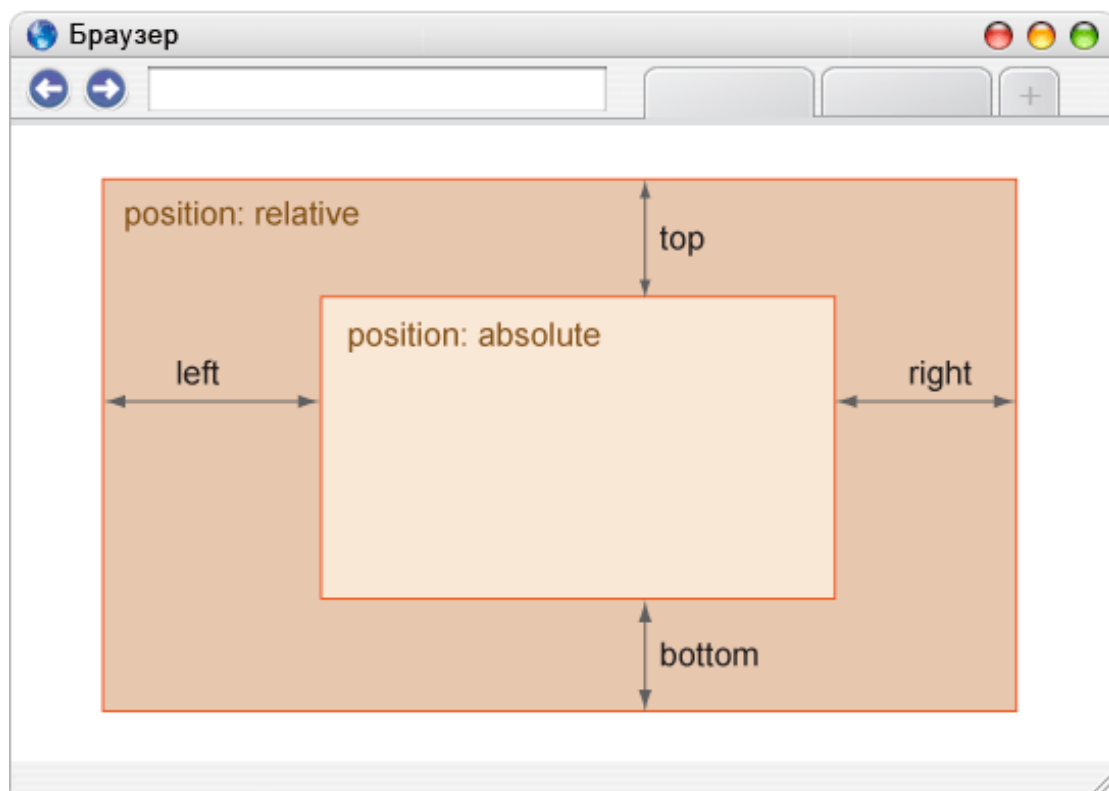 Браузер
+
position: relative
top
position: absolute
left
right
bottom